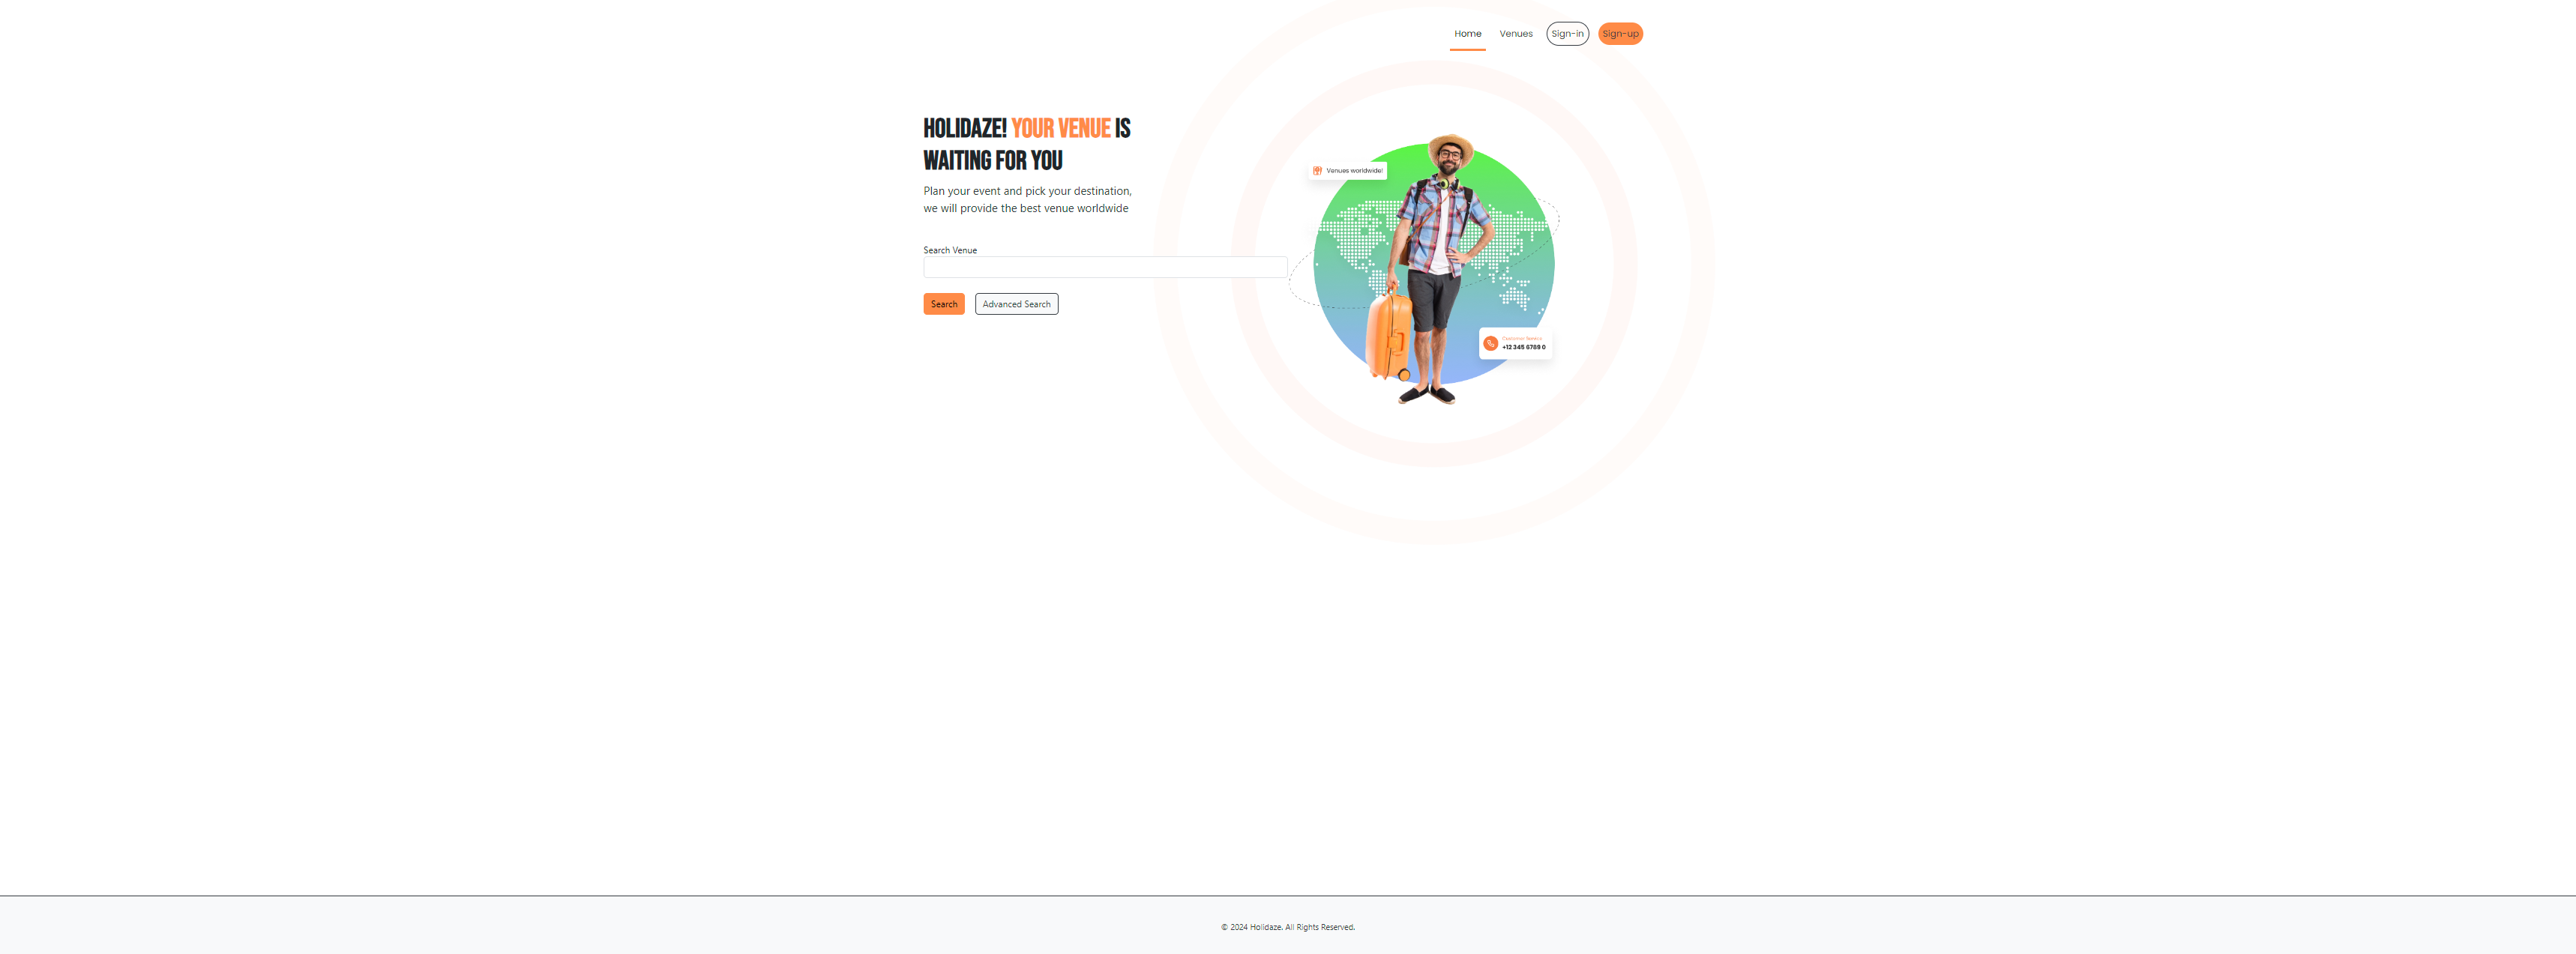 Home
Venues
Sign-in
Sign-up
HOLIDAZE! YOUR VENUE IS
WAITING FOR YOU
Plan your event and pick your destination,
we will provide the best venue worldwide
Search Venue
Search
Advanced Search
Venues worldwide!
Customer Service
+12 345 6789 0
© 2024 Holidaze. All Rights Reserved.